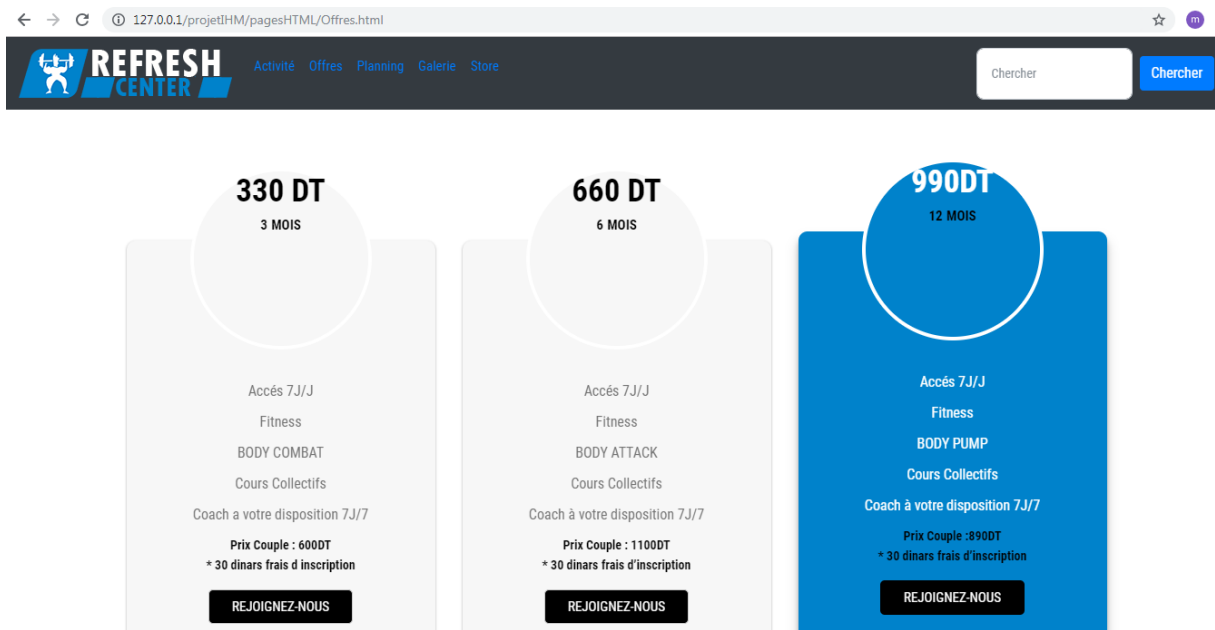 127.0.0.1/projetIHM/pagesHTML/Offres.html
m
REFRESH
CENTER
Activité Offres Planning Galerie Store
Chercher
Chercher
330 DT
3 MOIS
Accés 7J/J
Fitness
BODY COMBAT
Cours Collectifs
Coach a votre disposition 7J/7
Prix Couple : 600DT
* 30 dinars frais d inscription
REJOIGNEZ-NOUS
660 DT
6 MOIS
Accés 7J/J
Fitness
BODY ATTACK
Cours Collectifs
Coach à votre disposition 7J/7
Prix Couple : 1100DT
* 30 dinars frais d'inscription
REJOIGNEZ-NOUS
990DT
12 MOIS
Accés 7J/J
Fitness
BODY PUMP
Cours Collectifs
Coach à votre disposition 7J/7
Prix Couple :890DT
* 30 dinars frais d'inscription
REJOIGNEZ-NOUS